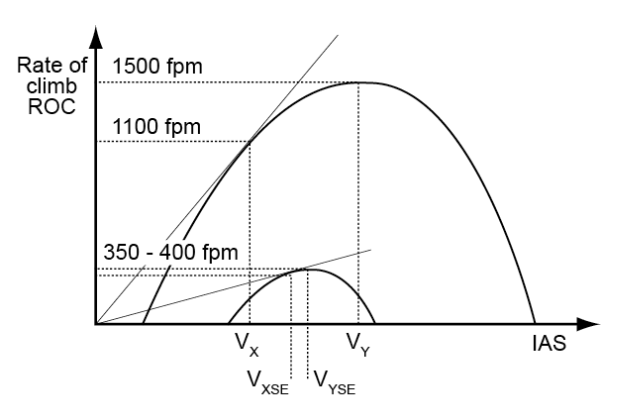 Rate of
climb
ROC
1500 fpm
1100 fpm
350 - 400 fpm
VX
VY
IAS
VXSE
VYSE